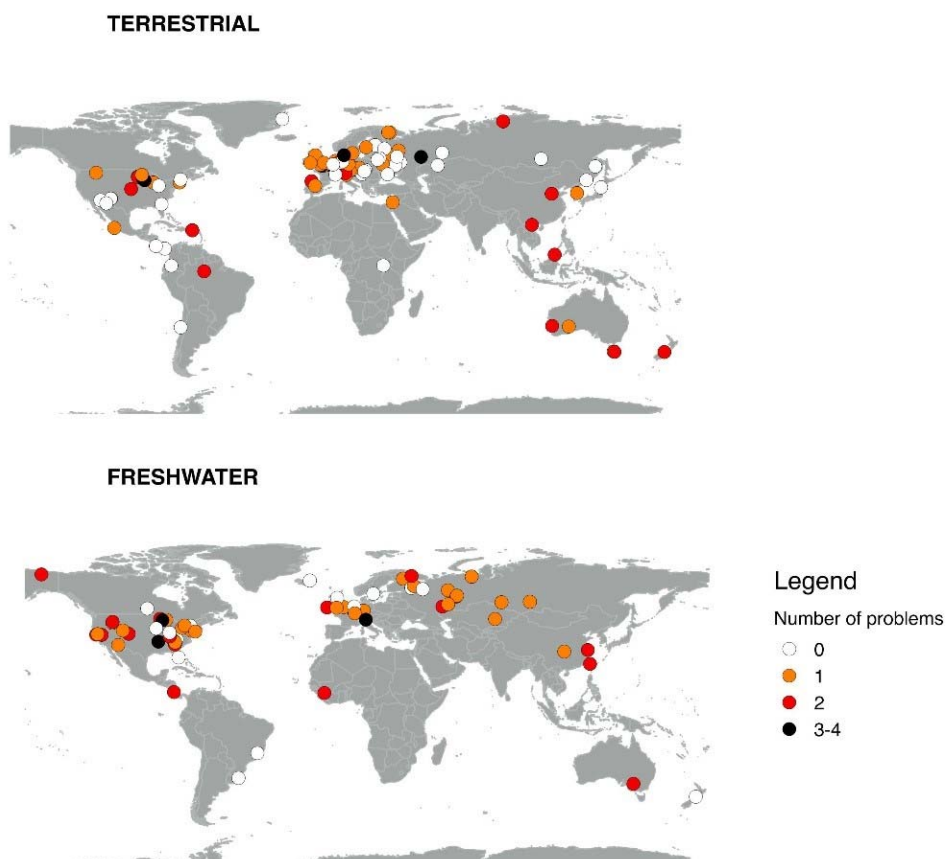 TERRESTRIAL
FRESHWATER
Legend
Number of problems
0
1
2
3-4